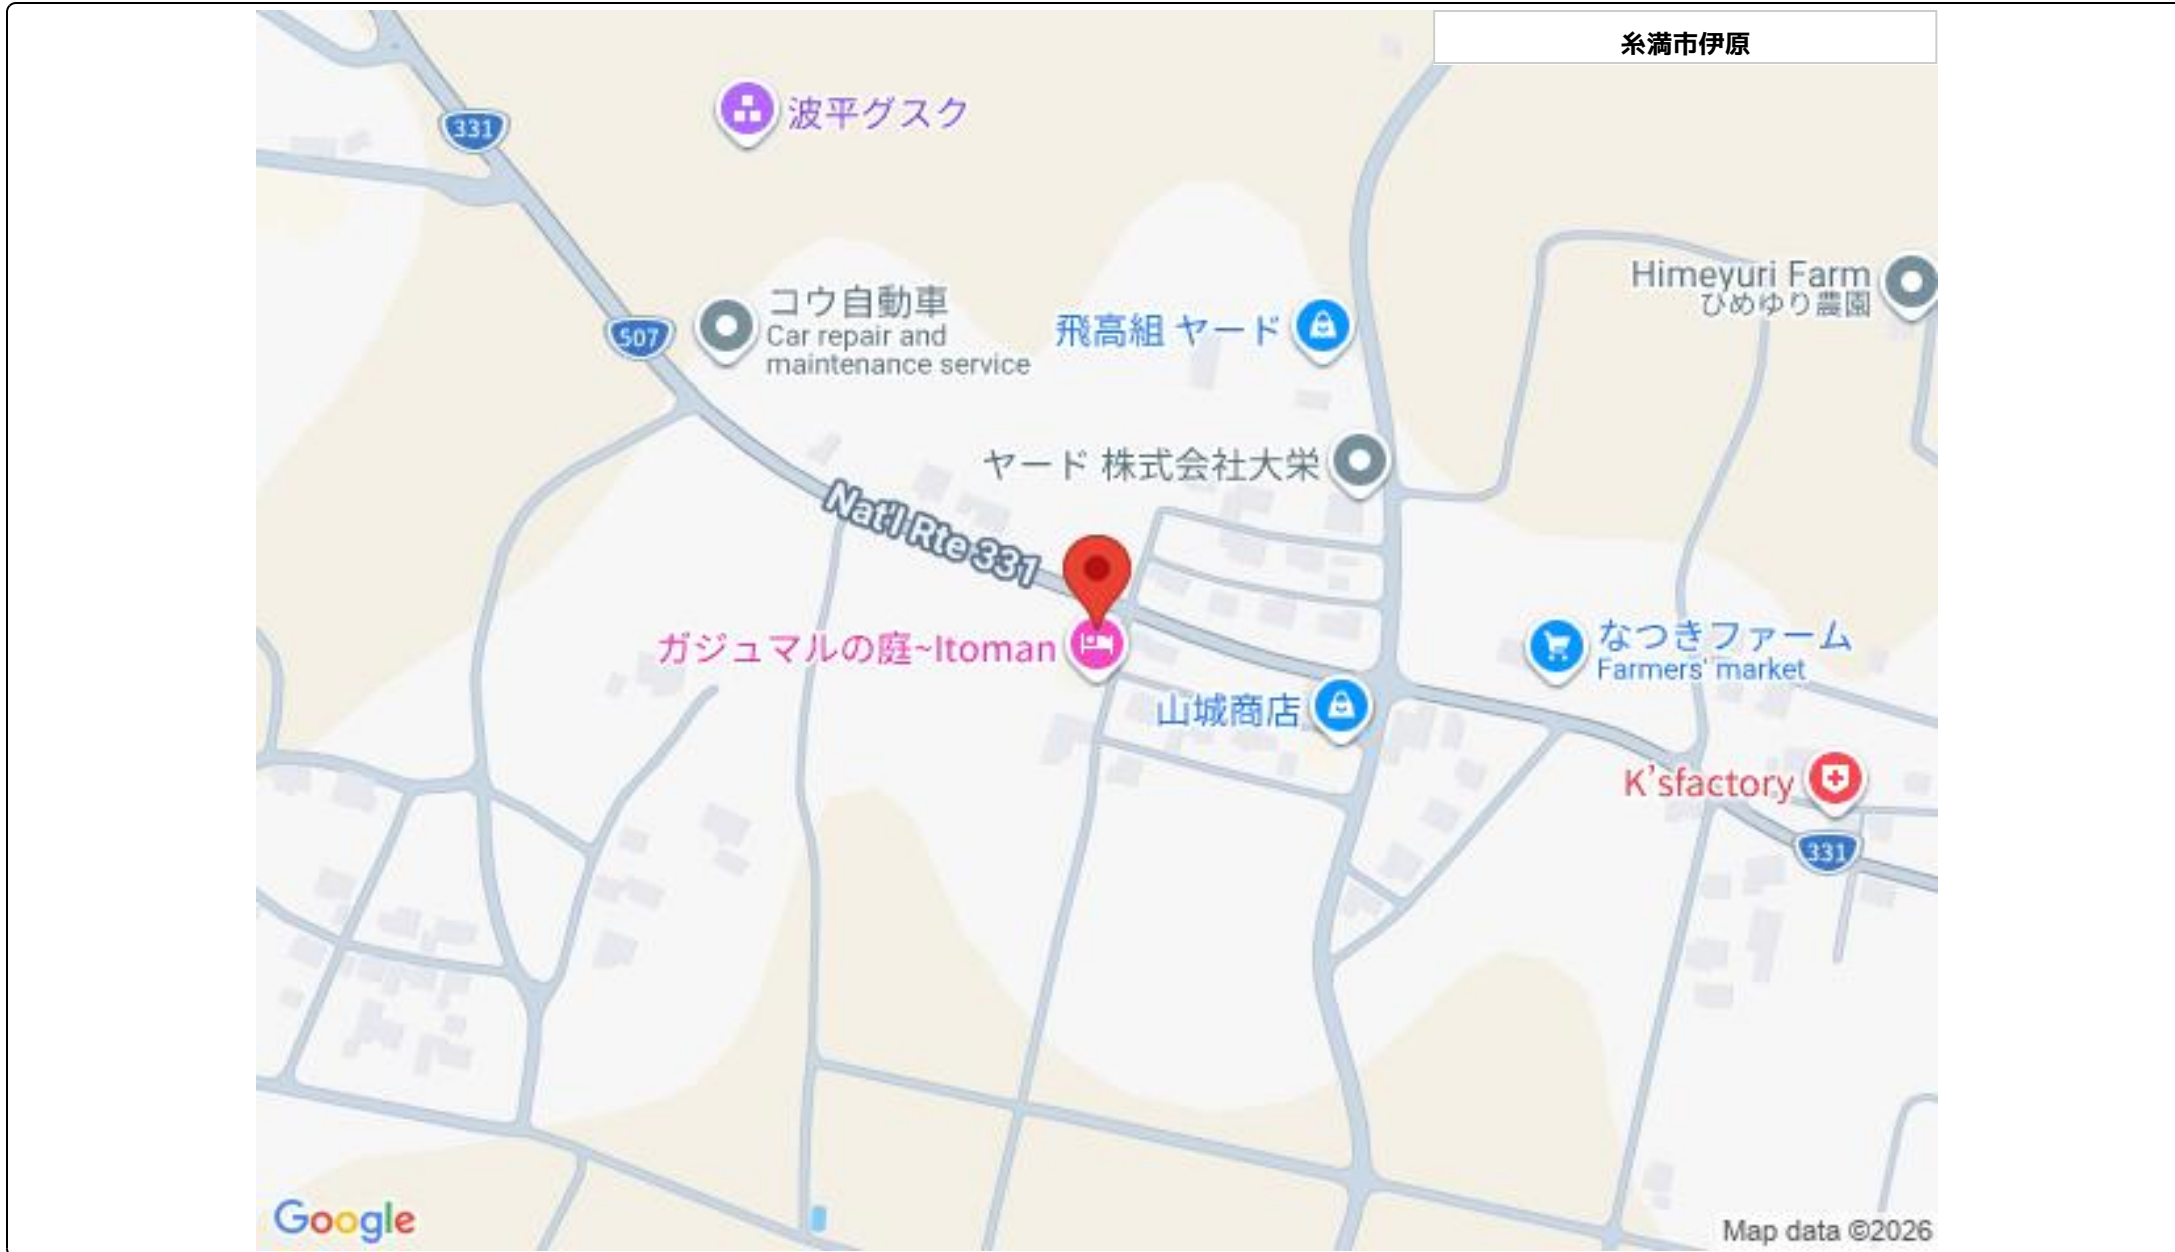 糸満市伊原
331
波平グスク
Himeyuri Farm
ひめゆり農園
コウ自動車
Car repair and
maintenance service
507
飛高組 ヤード
ヤード 株式会社大栄
Nat'l Rte 331
ガジュマルの庭~Itoman
なつきファーム
Farmers' market
山城商店
K'sfactory
331
Google
Map data ©2026